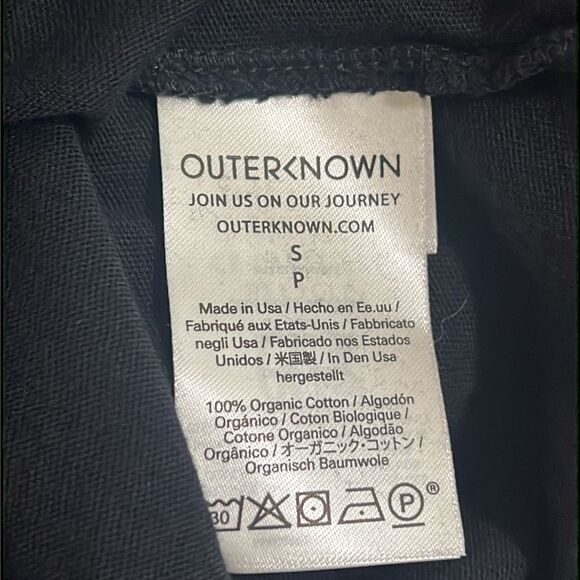 OUTERKNOWN
JOIN US ON OUR JOURNEY
OUTERKNOWN.COM
S
P
Made in Usa / Hecho en Ee.uu /
Fabriqué aux Etats-Unis / Fabbricato
negli Usa / Fabricado nos Estados
Unidos / 米国製 / In Den Usa
hergestellt
100% Organic Cotton / Algodón
Orgánico / Coton Biologique /
Cotone Organico / Algodão
Orgânico / オーガニック・コットン /
Organisch Baumwole
30 P ®